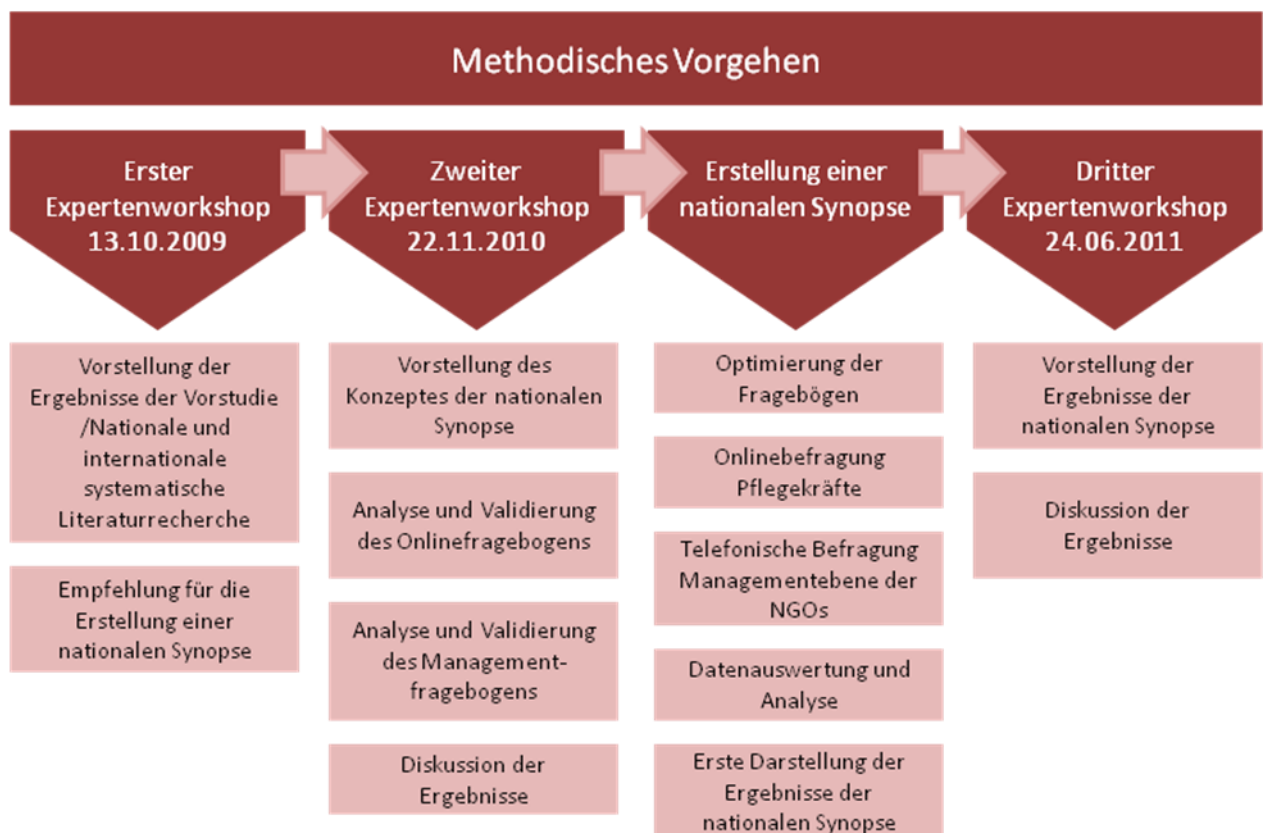 Methodisches Vorgehen
Erster
Expertenworkshop
13.10.2009
Vorstellung der
Ergebnisse der Vorstudie
/Nationale und
internationale
systematische
Literaturrecherche
Empfehlung für die
Erstellung einer
nationalen Synopse
Zweiter
Expertenworkshop
22.11.2010
Vorstellung des
Konzeptes der nationalen
Synopse
Analyse und Validierung
des Onlinefragebogens
Analyse und Validierung
des Management-
fragebogens
Diskussion der
Ergebnisse
Erstellung einer
nationalen Synopse
Optimierung der
Fragebögen
Onlinebefragung
Pflegekräfte
Telefonische Befragung
Managementebene der
NGOs
Datenauswertung und
Analyse
Erste Darstellung der
Ergebnisse der
nationalen Synopse
Dritter
Expertenworkshop
24.06.2011
Vorstellung der
Ergebnisse der
nationalen Synopse
Diskussion der
Ergebnisse